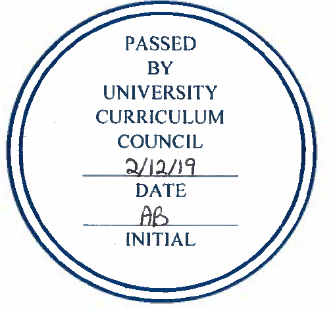 PASSED
BY
UNIVERSITY
CURRICULUM
COUNCIL
2/12/19
DATE
AB
INITIAL